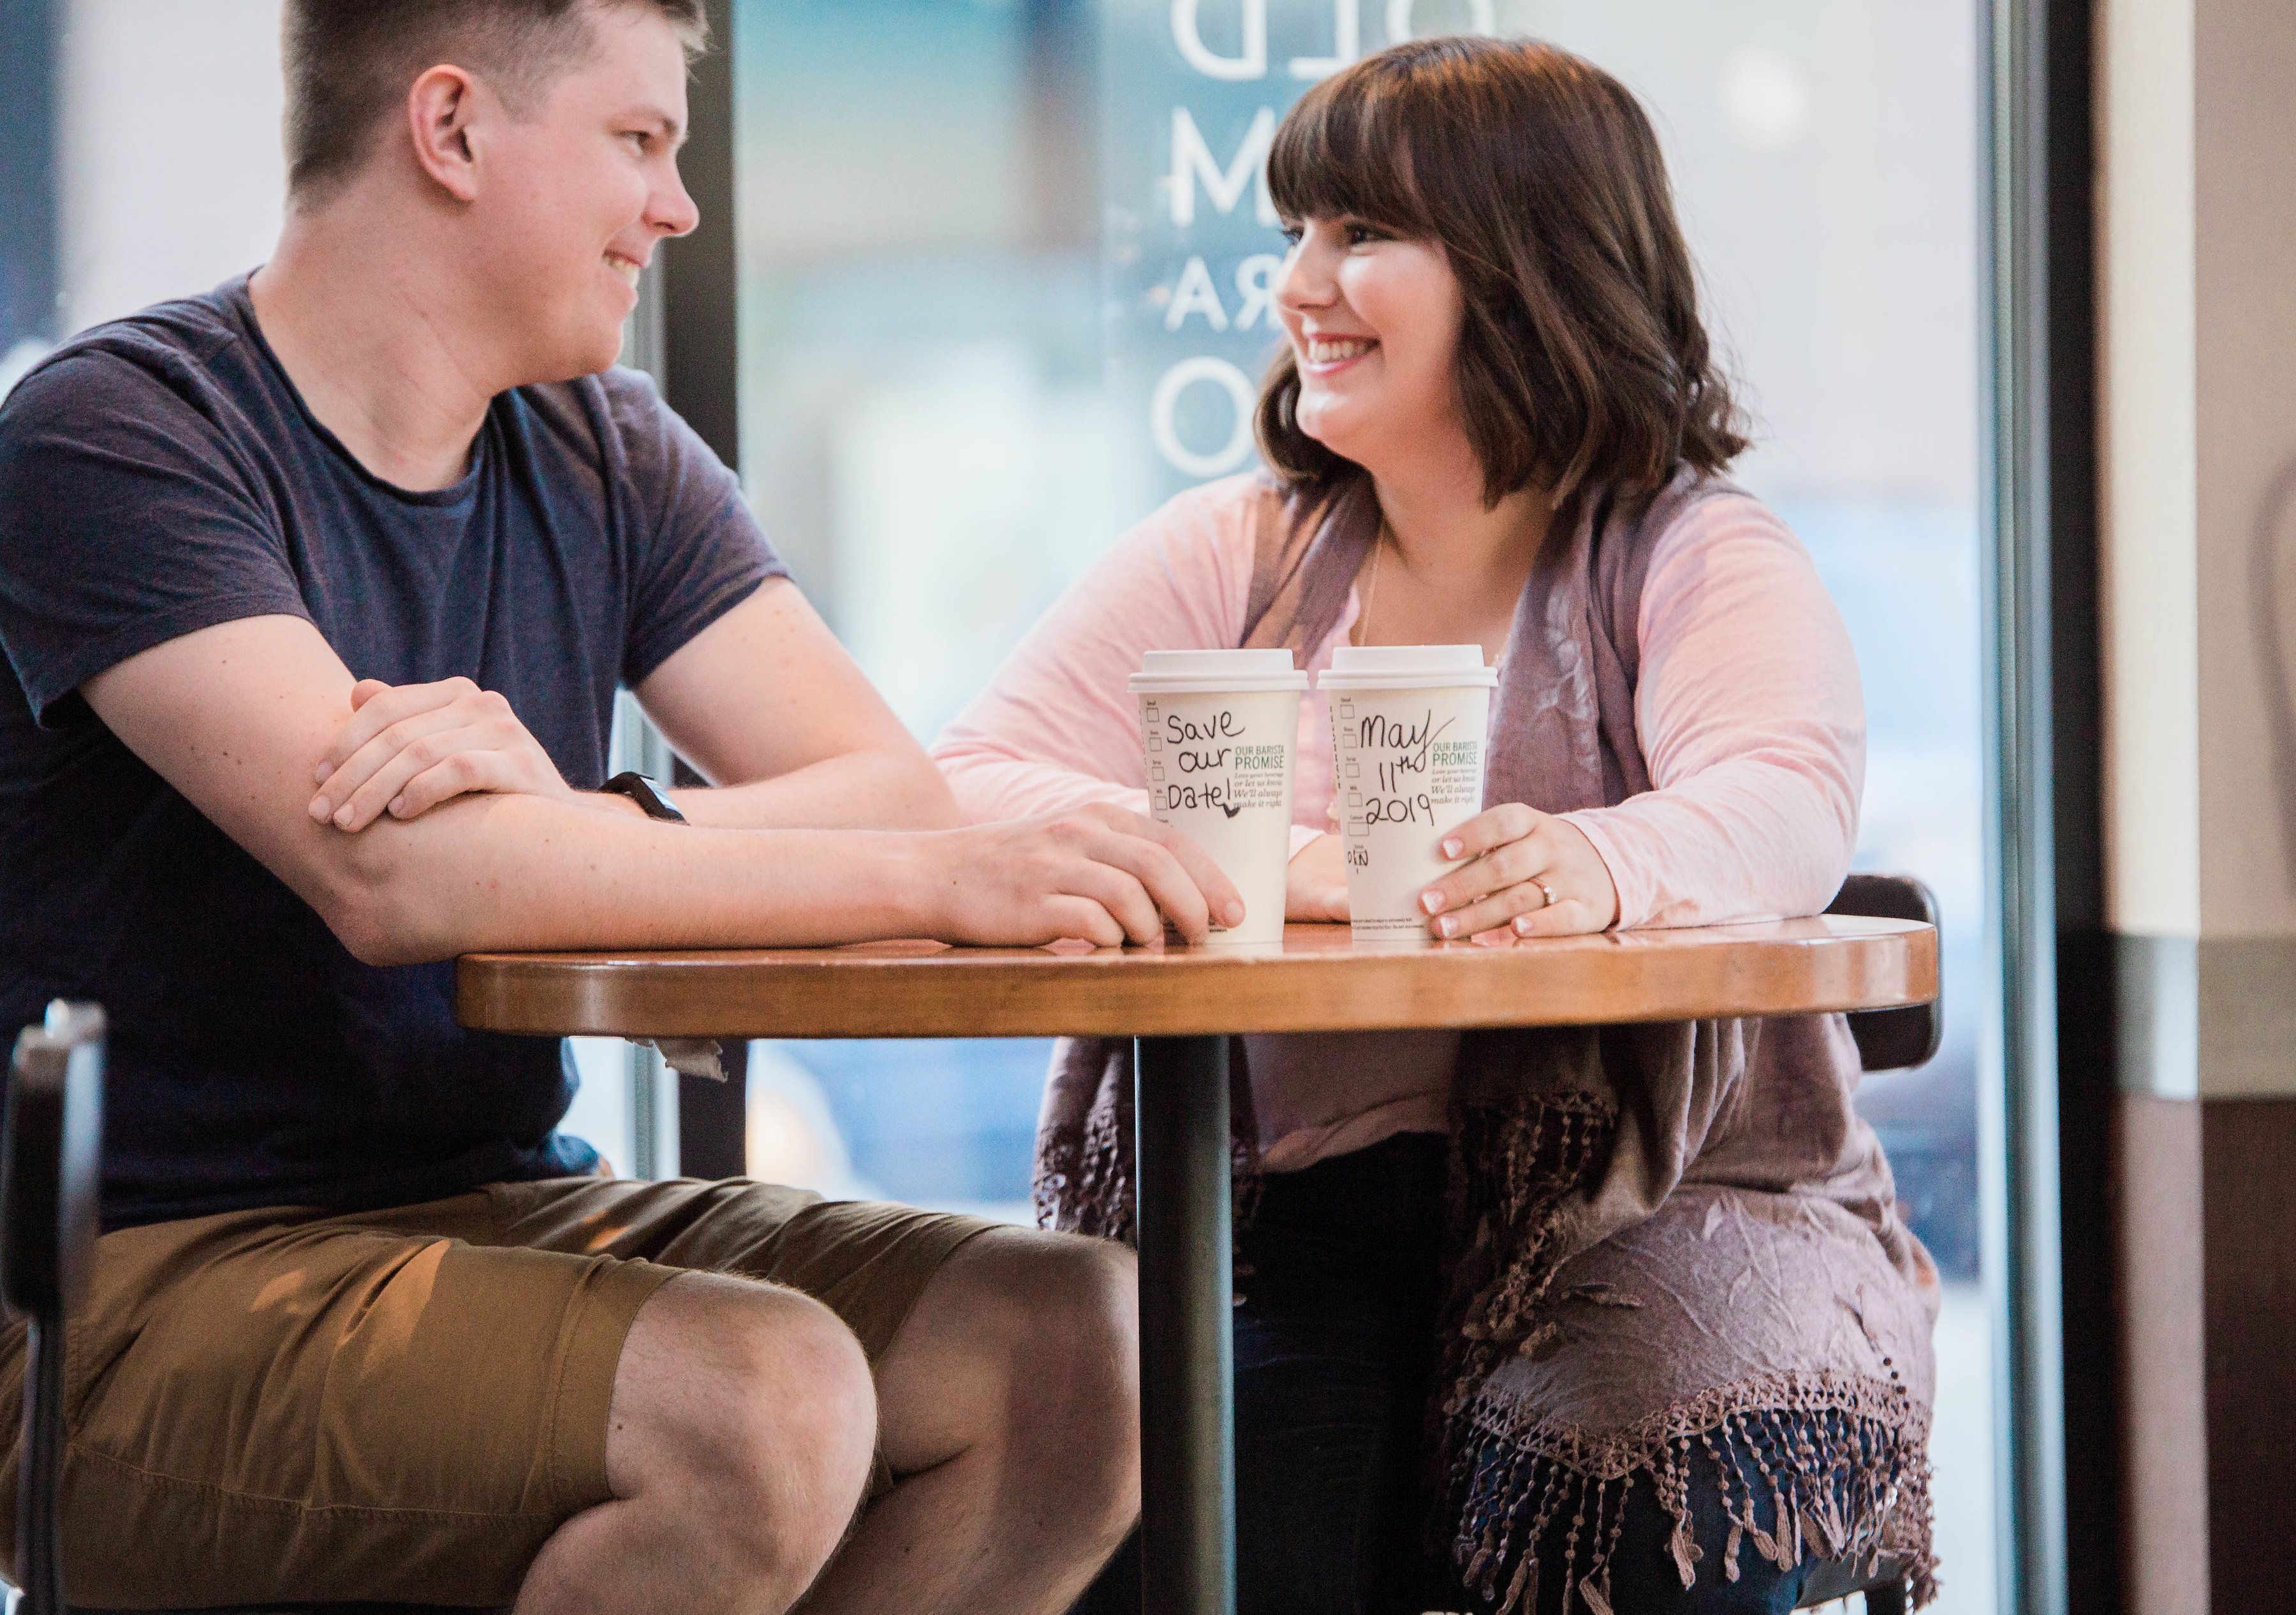 OLD
M
RA
O
Save
our
Date!
OUR BARISTA
PROMISE
Love your beverage
or let us know.
We'll always
make it right.
May
11th
2019
OUR BARISTA
PROMISE
Love your beverage
or let us know.
We'll always
make it right.